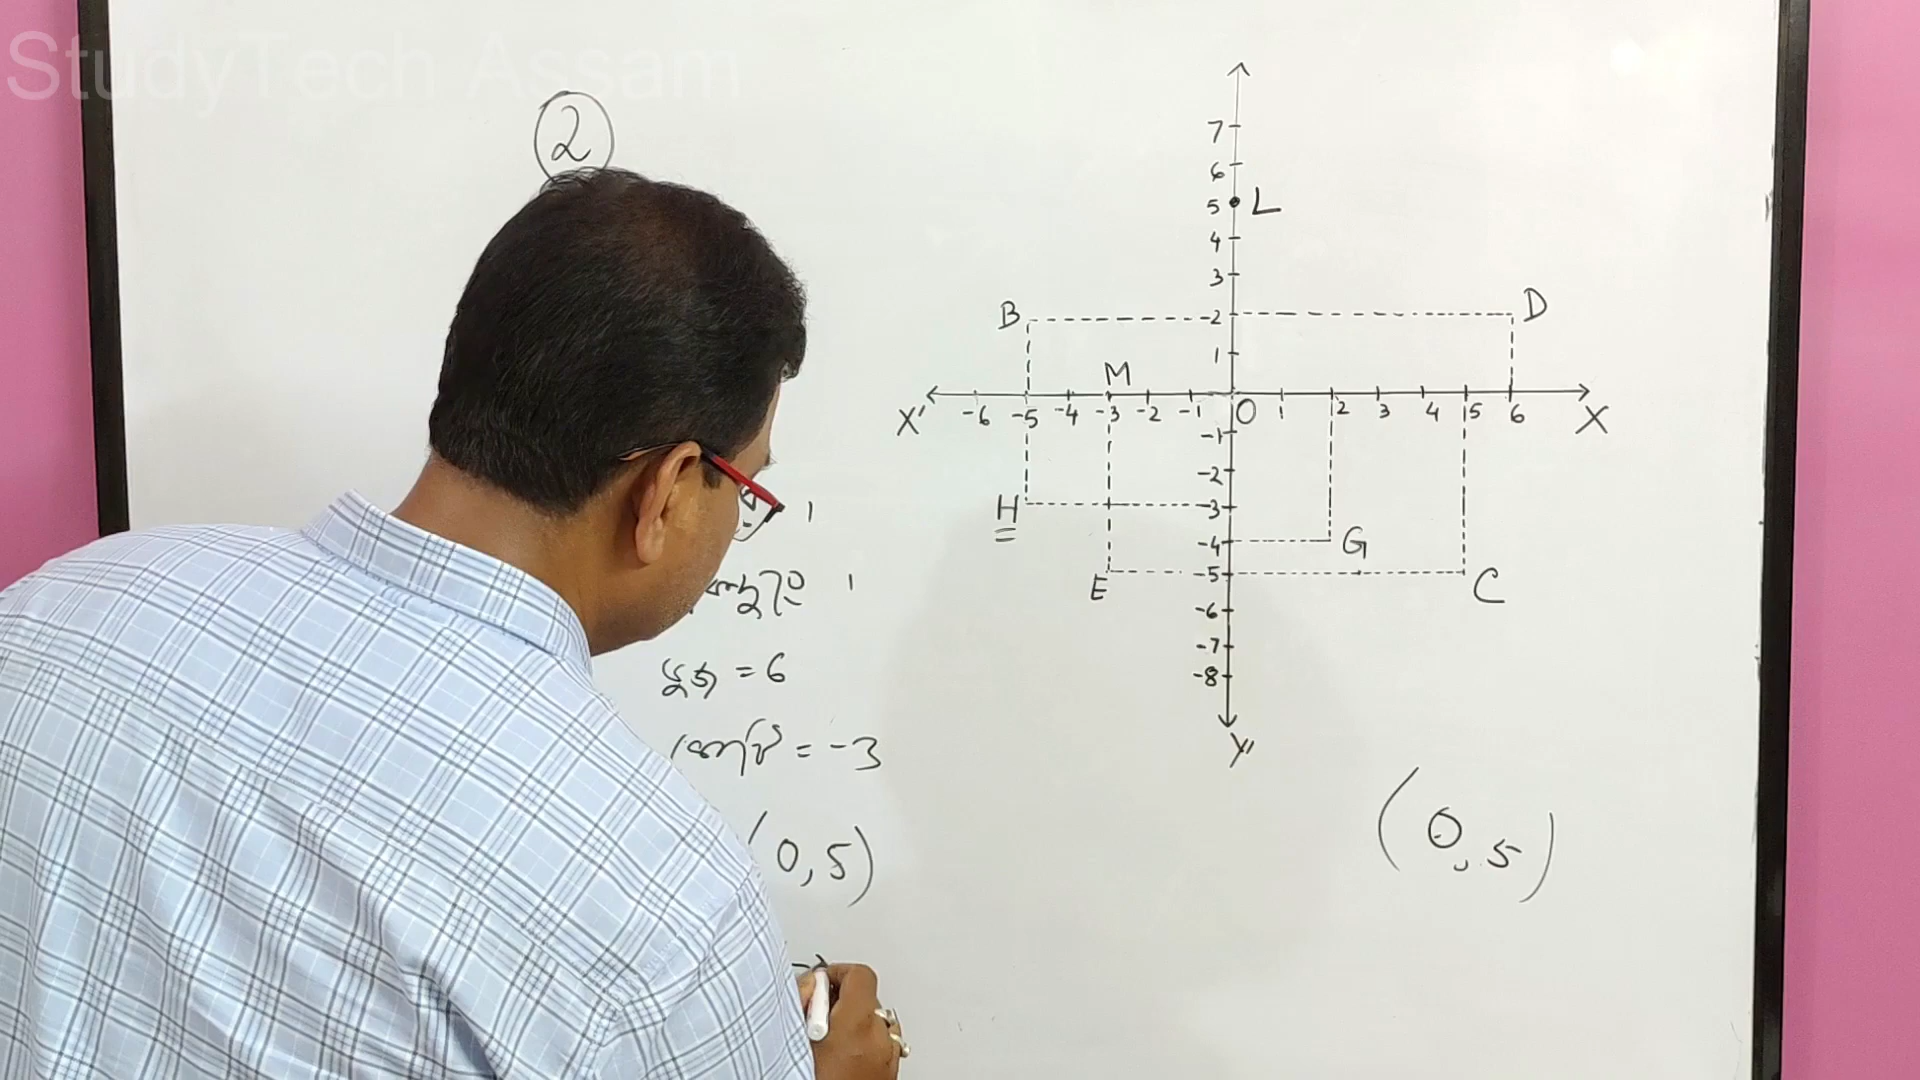 StudyTech Assam
2
= 6
= -3
(0, 5)
7
6
5 L
4
3
B -2 D
1
M
X' -6 -5 -4 -3 -2 -1 O 1 2 3 4 5 6 X
-1
-2
H -3
-4 G
E -5 C
-6
-7
-8
Y'
(0, 5)